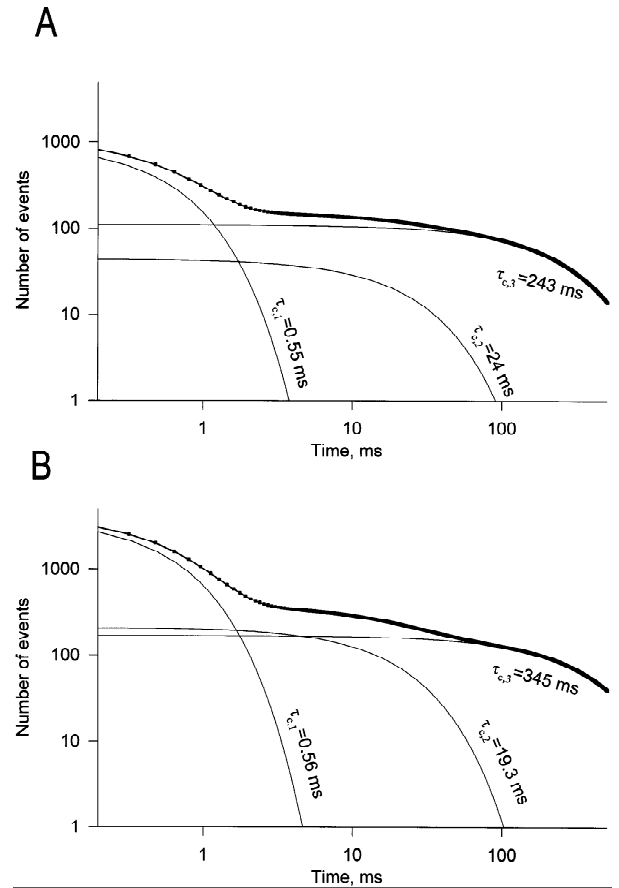 A
Number of events
1000
100
10
1
τc,1=0.55 ms
τc,2=24 ms
τc,3=243 ms
1
10
100
Time, ms
B
Number of events
1000
100
10
1
τc,1=0.56 ms
τc,2=19.3 ms
τc,3=345 ms
1
10
100
Time, ms